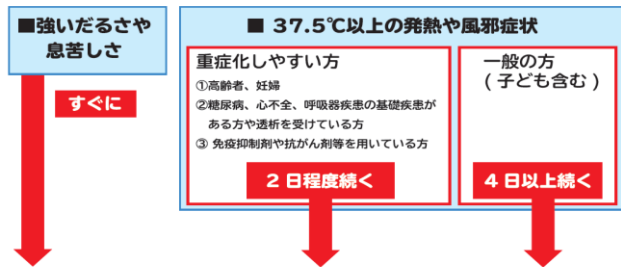 ■強いだるさや
息苦しさ
すぐに
■ 37.5℃以上の発熱や風邪症状
重症化しやすい方
①高齢者、妊婦
②糖尿病、心不全、呼吸器疾患の基礎疾患が
ある方や透析を受けている方
③ 免疫抑制剤や抗がん剤等を用いている方
2 日程度続く
一般の方
( 子ども含む )
4 日以上続く